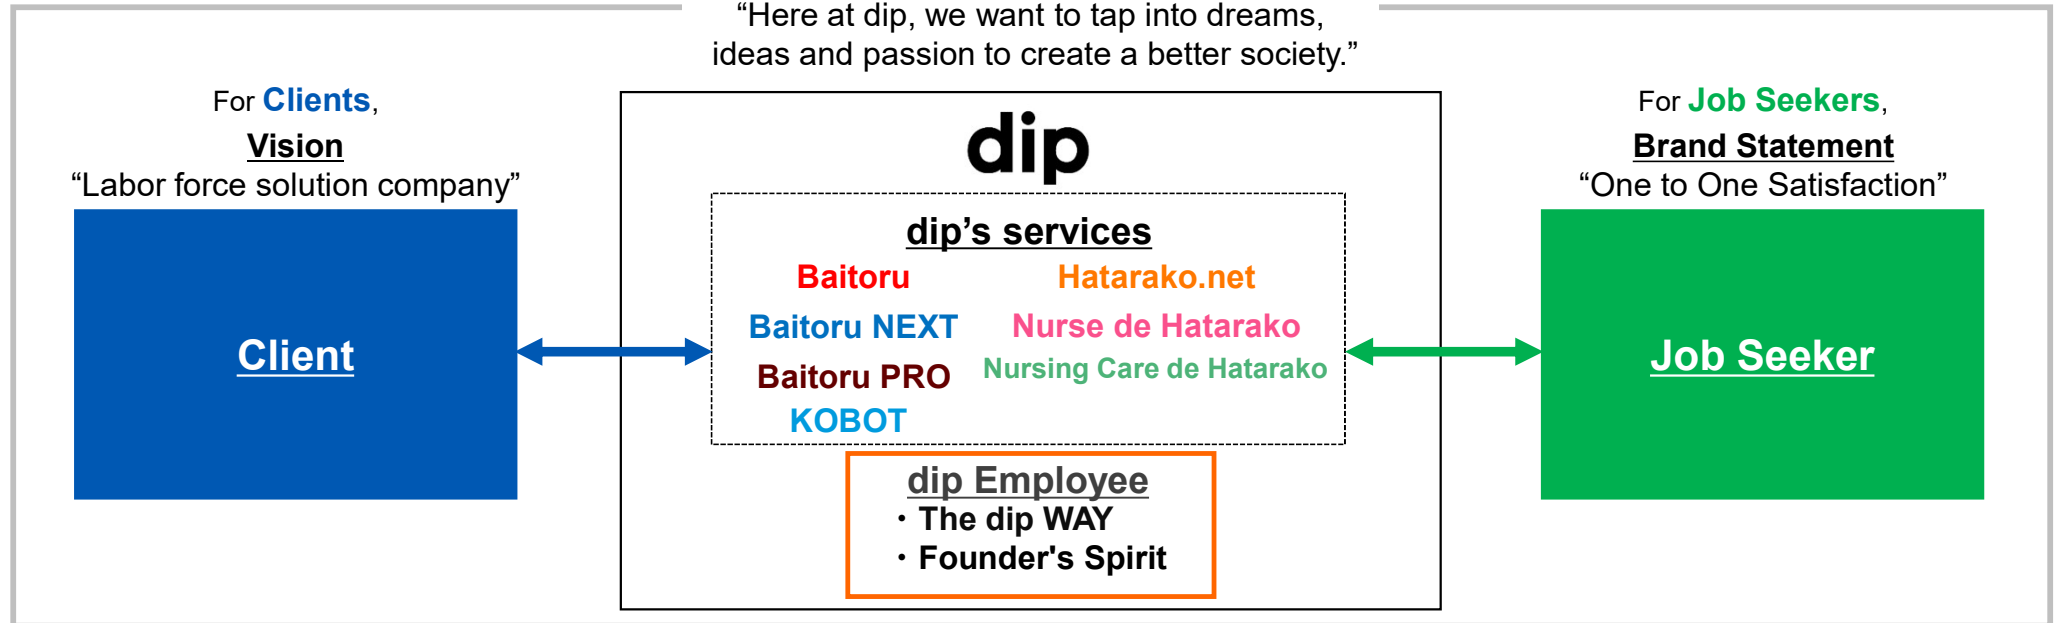 “Here at dip, we want to tap into dreams,
ideas and passion to create a better society.”
For Clients,
Vision
“Labor force solution company”
Client
dip
dip’s services
Baitoru
Hatarako.net
Baitoru NEXT
Nurse de Hatarako
Baitoru PRO
Nursing Care de Hatarako
KOBOT
dip Employee
・The dip WAY
・Founder's Spirit
For Job Seekers,
Brand Statement
“One to One Satisfaction”
Job Seeker